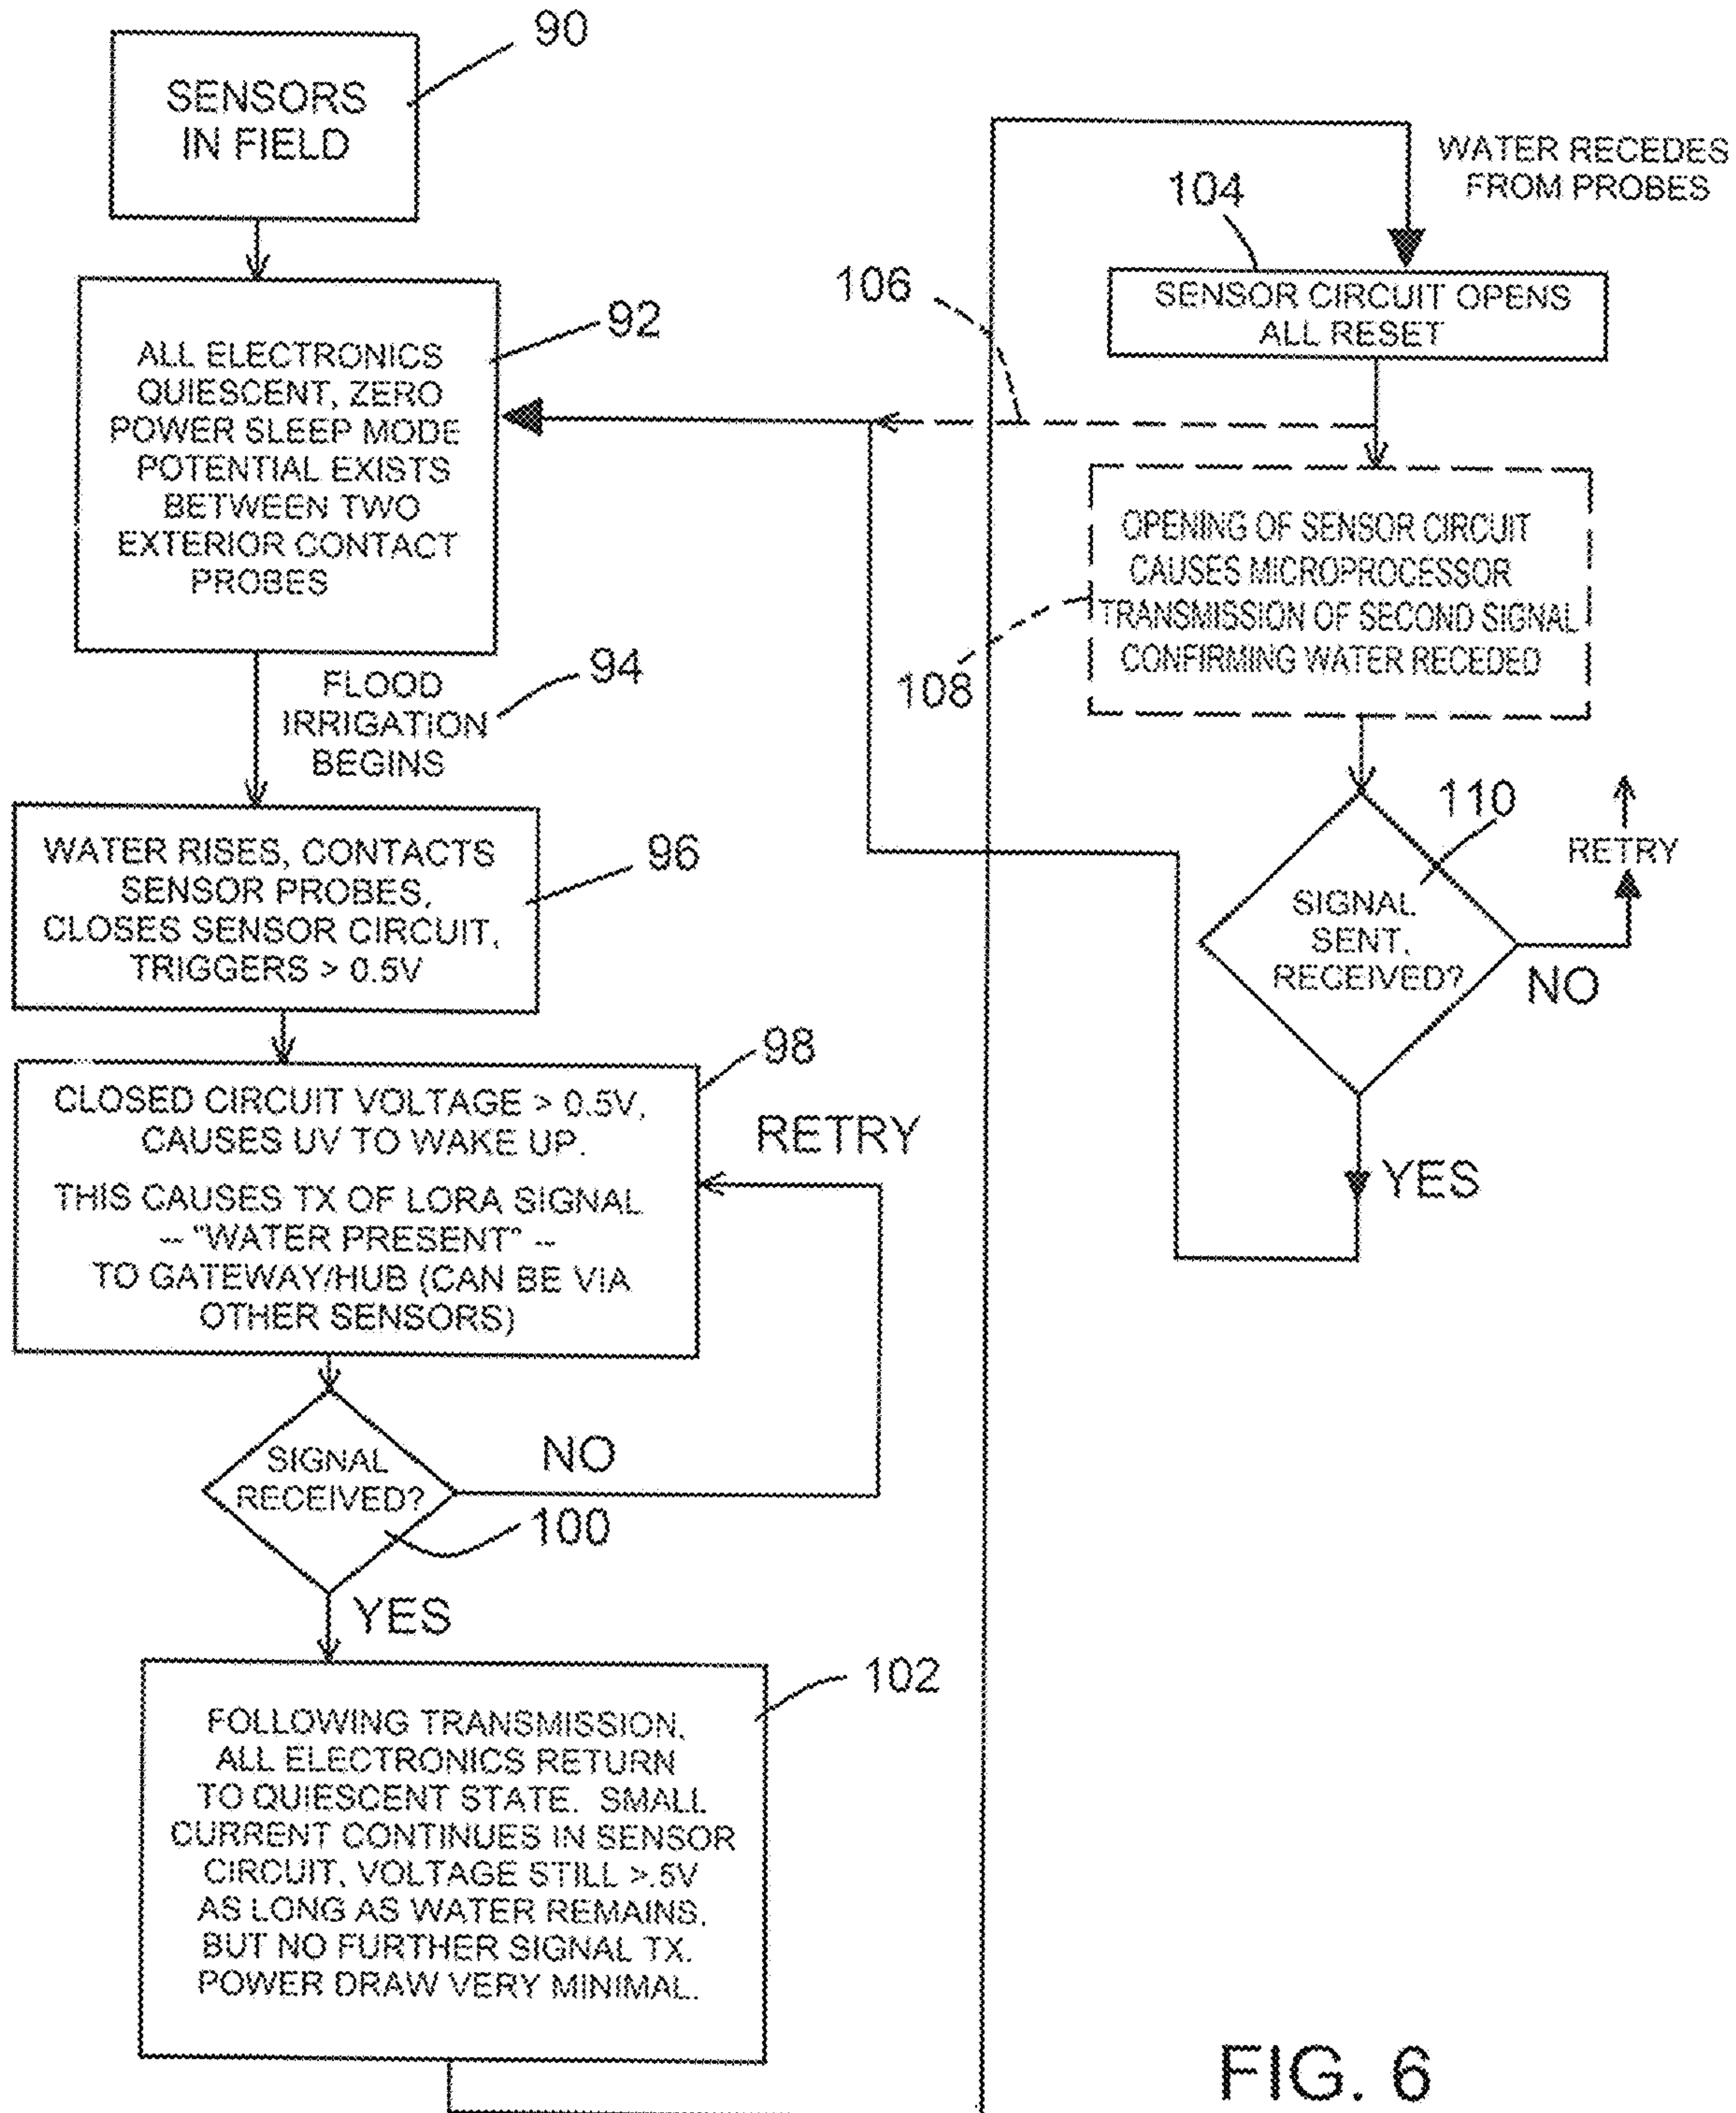 90
SENSORS
IN FIELD
92
ALL ELECTRONICS
QUIESCENT, ZERO
POWER SLEEP MODE
POTENTIAL EXISTS
BETWEEN TWO
EXTERIOR CONTACT
PROBES
94
FLOOD
IRRIGATION
BEGINS
96
WATER RISES, CONTACTS
SENSOR PROBES,
CLOSES SENSOR CIRCUIT,
TRIGGERS > 0.5V
98
CLOSED CIRCUIT VOLTAGE > 0.5V,
CAUSES UV TO WAKE UP.
THIS CAUSES TX OF LORA SIGNAL
-- "WATER PRESENT" --
TO GATEWAY/HUB (CAN BE VIA
OTHER SENSORS)
RETRY
SIGNAL
RECEIVED?
NO
100
YES
102
FOLLOWING TRANSMISSION,
ALL ELECTRONICS RETURN
TO QUIESCENT STATE. SMALL
CURRENT CONTINUES IN SENSOR
CIRCUIT, VOLTAGE STILL >.5V
AS LONG AS WATER REMAINS,
BUT NO FURTHER SIGNAL TX.
POWER DRAW VERY MINIMAL.
WATER RECEDES
FROM PROBES
104
SENSOR CIRCUIT OPENS
ALL RESET
106
OPENING OF SENSOR CIRCUIT
CAUSES MICROPROCESSOR
TRANSMISSION OF SECOND SIGNAL
CONFIRMING WATER RECEDED
108
110
SIGNAL
SENT,
RECEIVED?
RETRY
NO
YES
FIG. 6